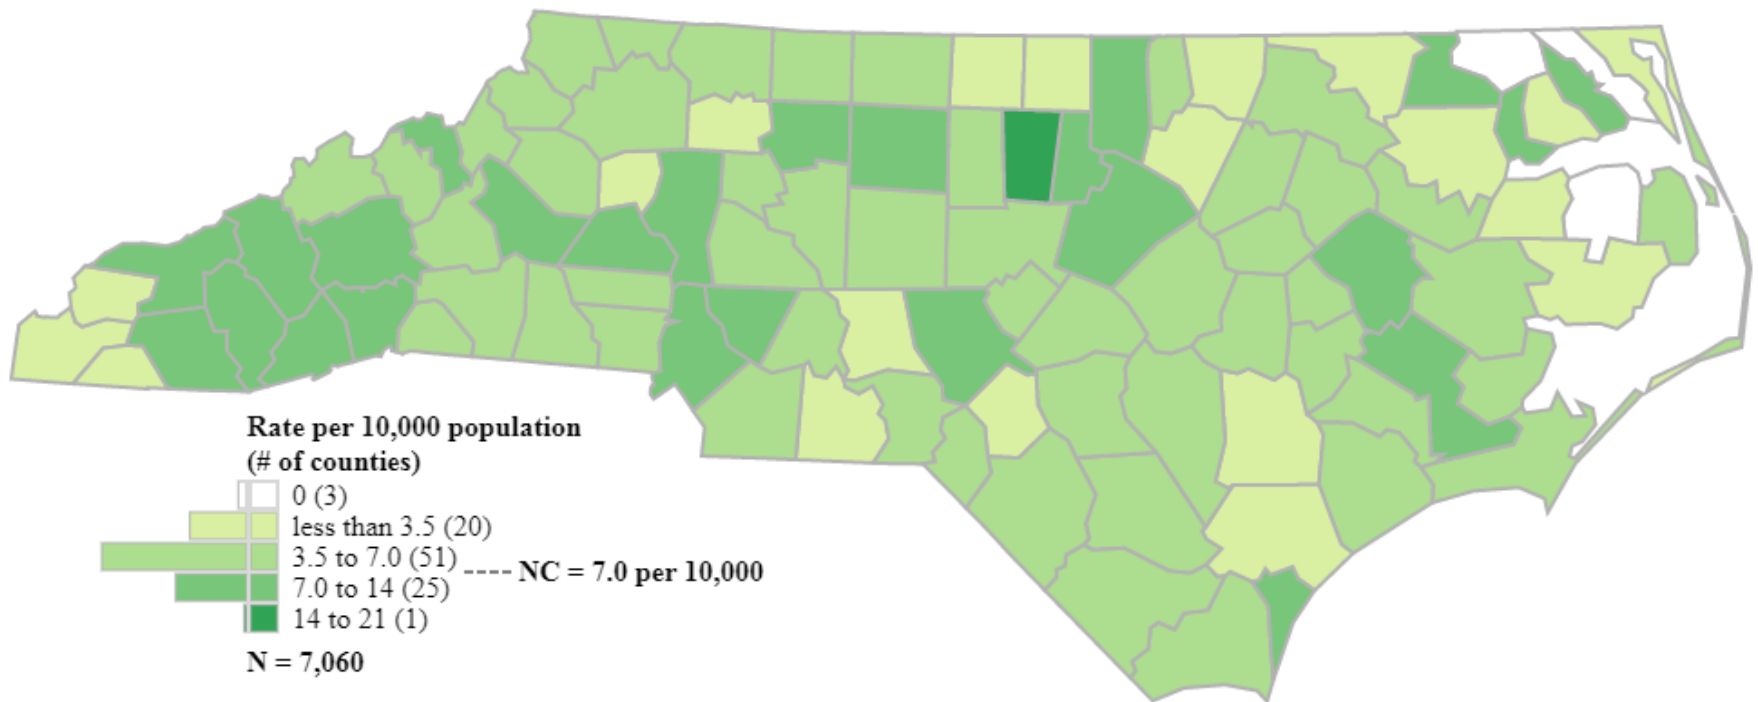 Rate per 10,000 population
(# of counties)
0 (3)
less than 3.5 (20)
3.5 to 7.0 (51)
NC = 7.0 per 10,000
7.0 to 14 (25)
14 to 21 (1)
N = 7,060